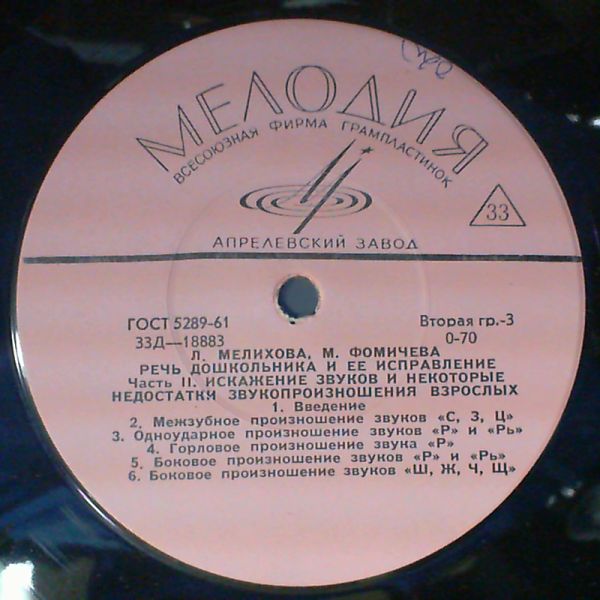 МЕЛОДИЯ
ВСЕСОЮЗНАЯ ФИРМА ГРАМПЛАСТИНОК
33
АПРЕЛЕВСКИЙ ЗАВОД
ГОСТ 5289-61 Вторая гр.-3
33Д—18883 0-70
Л. МЕЛИХОВА, М. ФОМИЧЕВА
РЕЧЬ ДОШКОЛЬНИКА И ЕЕ ИСПРАВЛЕНИЕ
Часть II. ИСКАЖЕНИЕ ЗВУКОВ И НЕКОТОРЫЕ
НЕДОСТАТКИ ЗВУКОПРОИЗНОШЕНИЯ ВЗРОСЛЫХ
1. Введение
2. Межзубное произношение звуков «С, З, Ц»
3. Одноударное произношение звуков «Р» и «Рь»
4. Горловое произношение звука «Р»
5. Боковое произношение звуков «Р» и «Рь»
6. Боковое произношение звуков «Ш, Ж, Ч, Щ»